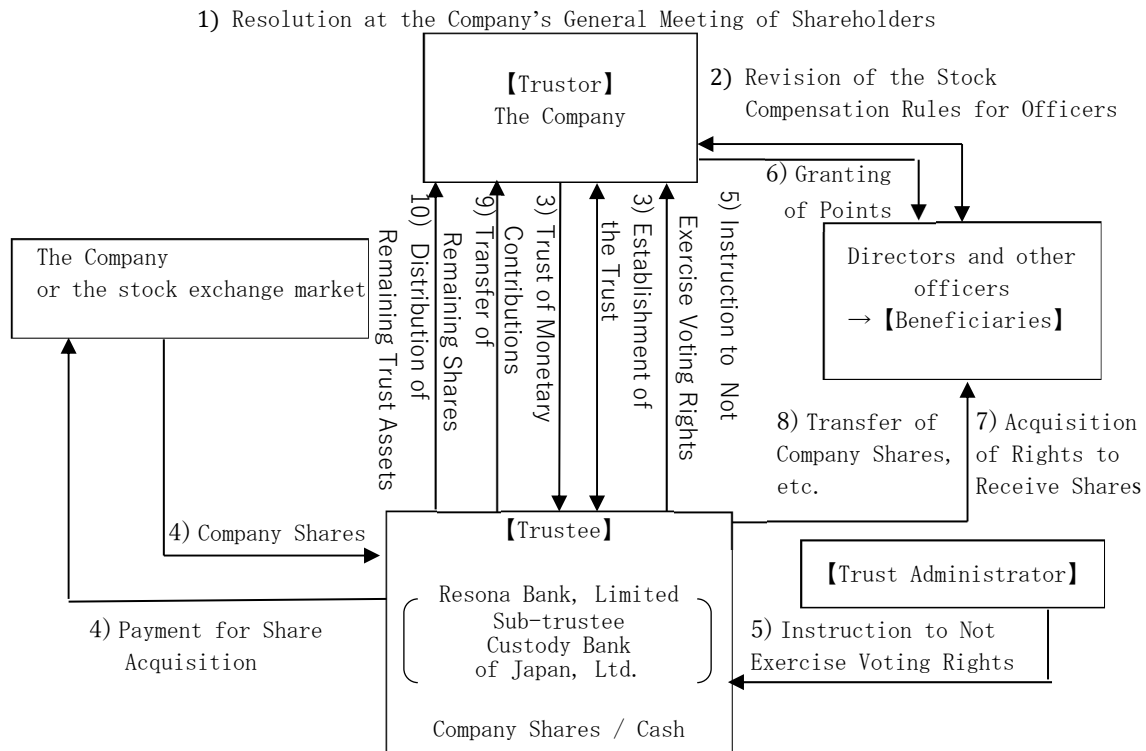 1) Resolution at the Company’s General Meeting of Shareholders
【Trustor】
The Company
2) Revision of the Stock
Compensation Rules for Officers
6) Granting
of Points
The Company
or the stock exchange market
Directors and other
officers
→【Beneficiaries】
10) Distribution of
Remaining Trust Assets
9) Transfer of
Remaining Shares
3) Trust of Monetary
Contributions
3) Establishment of
the Trust
5) Instruction to Not
Exercise Voting Rights
8) Transfer of
Company Shares,
etc.
7) Acquisition
of Rights to
Receive Shares
4) Company Shares
4) Payment for Share
Acquisition
【Trustee】
Resona Bank, Limited
Sub-trustee
Custody Bank
of Japan, Ltd.
Company Shares / Cash
【Trust Administrator】
5) Instruction to Not
Exercise Voting Rights